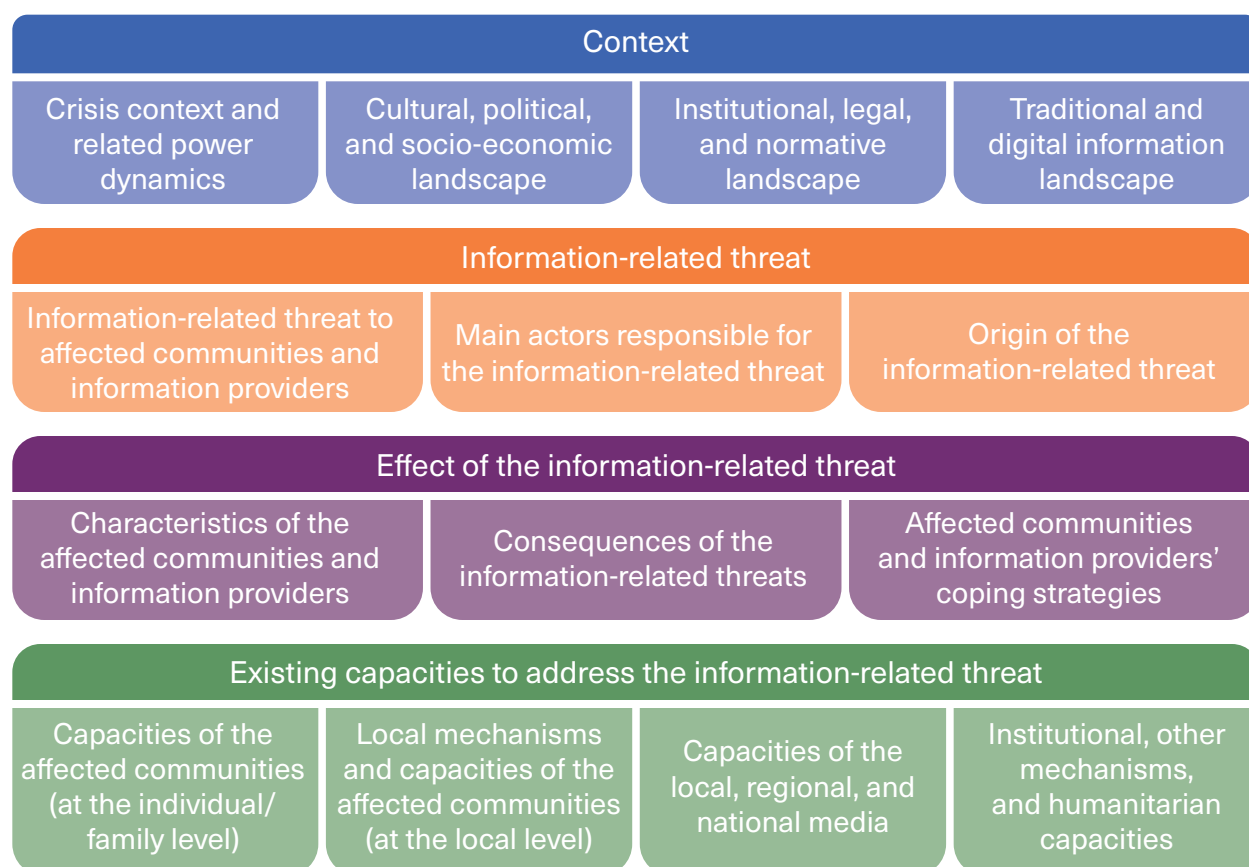 Context
Crisis context and
related power
dynamics
Cultural, political,
and socio-economic
landscape
Institutional, legal,
and normative
landscape
Traditional and
digital information
landscape
Information-related threat
Information-related threat to
affected communities and
information providers
Main actors responsible for
the information-related threat
Origin of the
information-related threat
Effect of the information-related threat
Characteristics of the
affected communities and
information providers
Consequences of the
information-related threats
Affected communities
and information providers’
coping strategies
Existing capacities to address the information-related threat
Capacities of the
affected communities
(at the individual/
family level)
Local mechanisms
and capacities of the
affected communities
(at the local level)
Capacities of the
local, regional, and
national media
Institutional, other
mechanisms,
and humanitarian
capacities